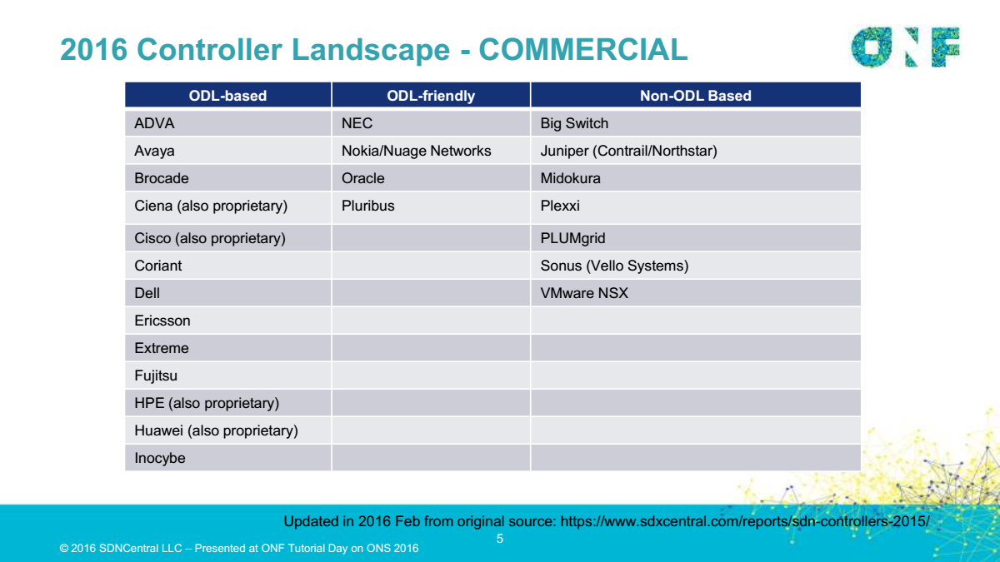 2016 Controller Landscape - COMMERCIAL
ONF
ODL-based ODL-friendly Non-ODL Based
ADVA NEC Big Switch
Avaya Nokia/Nuage Networks Juniper (Contrail/Northstar)
Brocade Oracle Midokura
Ciena (also proprietary) Pluribus Plexxi
Cisco (also proprietary) PLUMgrid
Coriant Sonus (Vello Systems)
Dell VMware NSX
Ericsson
Extreme
Fujitsu
HPE (also proprietary)
Huawei (also proprietary)
Inocybe
Updated in 2016 Feb from original source: https://www.sdxcentral.com/reports/sdn-controllers-2015/
5
© 2016 SDNCentral LLC – Presented at ONF Tutorial Day on ONS 2016